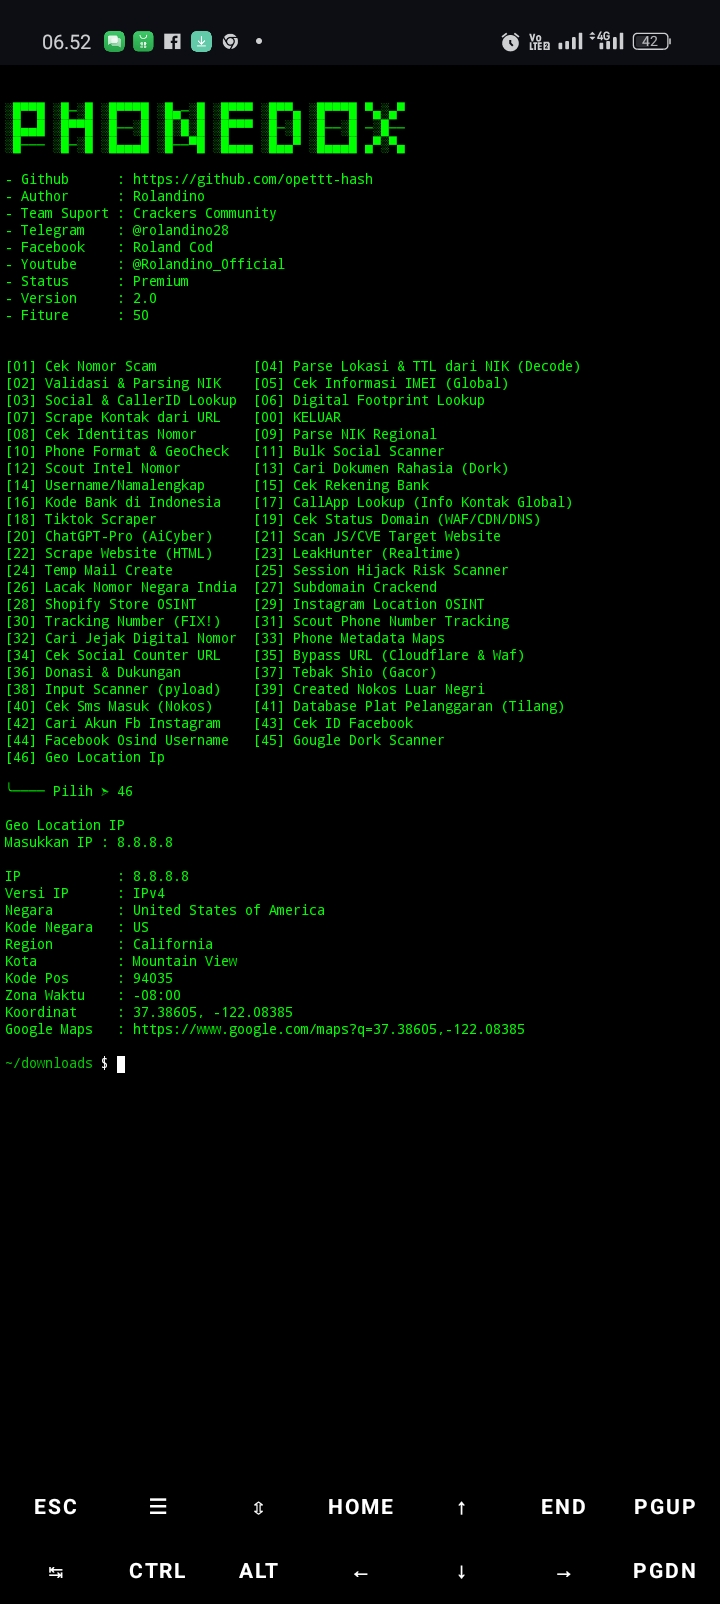 06.52 Vo LTE2 4G 42
PHONEDOX
- Github : https://github.com/opettt-hash
- Author : Rolandino
- Team Suport : Crackers Community
- Telegram : @rolandino28
- Facebook : Roland Cod
- Youtube : @Rolandino_Official
- Status : Premium
- Version : 2.0
- Fiture : 50
[01] Cek Nomor Scam [04] Parse Lokasi & TTL dari NIK (Decode)
[02] Validasi & Parsing NIK [05] Cek Informasi IMEI (Global)
[03] Social & CallerID Lookup [06] Digital Footprint Lookup
[07] Scrape Kontak dari URL [00] KELUAR
[08] Cek Identitas Nomor [09] Parse NIK Regional
[10] Phone Format & GeoCheck [11] Bulk Social Scanner
[12] Scout Intel Nomor [13] Cari Dokumen Rahasia (Dork)
[14] Username/Namalengkap [15] Cek Rekening Bank
[16] Kode Bank di Indonesia [17] CallApp Lookup (Info Kontak Global)
[18] Tiktok Scraper [19] Cek Status Domain (WAF/CDN/DNS)
[20] ChatGPT-Pro (AiCyber) [21] Scan JS/CVE Target Website
[22] Scrape Website (HTML) [23] LeakHunter (Realtime)
[24] Temp Mail Create [25] Session Hijack Risk Scanner
[26] Lacak Nomor Negara India [27] Subdomain Crackend
[28] Shopify Store OSINT [29] Instagram Location OSINT
[30] Tracking Number (FIX!) [31] Scout Phone Number Tracking
[32] Cari Jejak Digital Nomor [33] Phone Metadata Maps
[34] Cek Social Counter URL [35] Bypass URL (Cloudflare & Waf)
[36] Donasi & Dukungan [37] Tebak Shio (Gacor)
[38] Input Scanner (pyload) [39] Created Nokos Luar Negri
[40] Cek Sms Masuk (Nokos) [41] Database Plat Pelanggaran (Tilang)
[42] Cari Akun Fb Instagram [43] Cek ID Facebook
[44] Facebook Osind Username [45] Gougle Dork Scanner
[46] Geo Location Ip
╰──── Pilih ➤ 46
Geo Location IP
Masukkan IP : 8.8.8.8
IP : 8.8.8.8
Versi IP : IPv4
Negara : United States of America
Kode Negara : US
Region : California
Kota : Mountain View
Kode Pos : 94035
Zona Waktu : -08:00
Koordinat : 37.38605, -122.08385
Google Maps : https://www.google.com/maps?q=37.38605,-122.08385
~/downloads $
ESC ☰ ⇳ HOME ↑ END PGUP
↹ CTRL ALT ← ↓ → PGDN